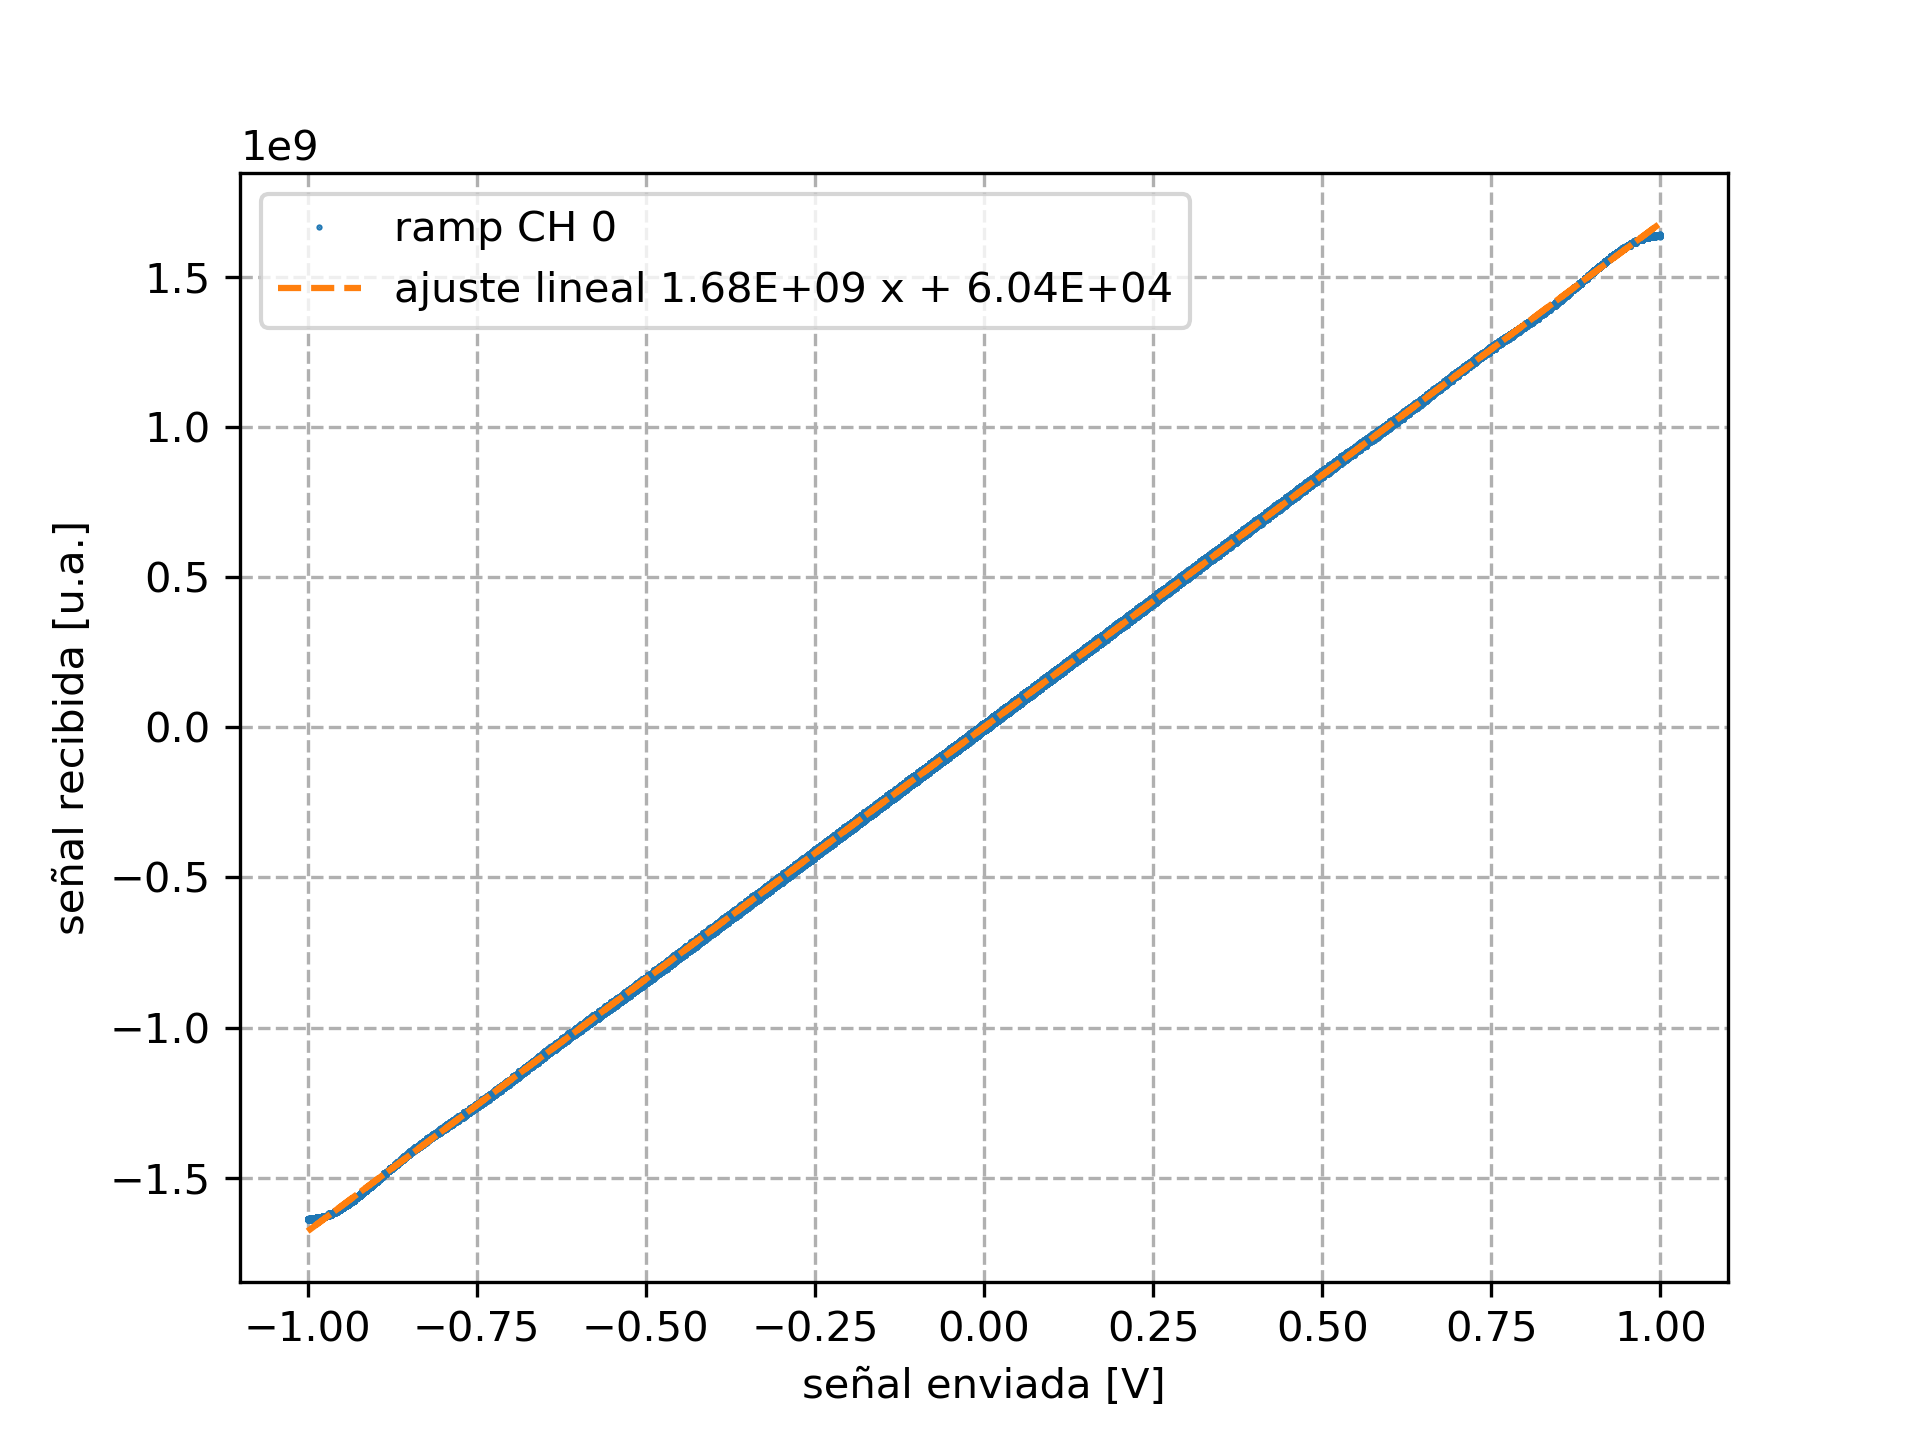 1e9
ramp CH 0
ajuste lineal 1.68E+09 x + 6.04E+04
señal recibida [u.a.]
1.5
1.0
0.5
0.0
−0.5
−1.0
−1.5
−1.00 −0.75 −0.50 −0.25 0.00 0.25 0.50 0.75 1.00
señal enviada [V]